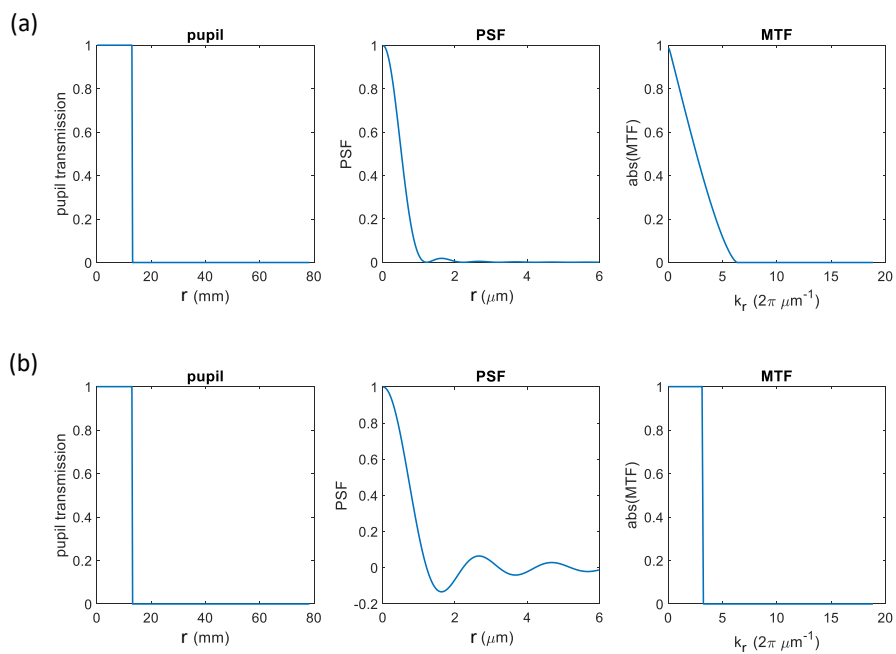 (a)
pupil
PSF
MTF
pupil transmission
1
0.8
0.6
0.4
0.2
0
0 20 40 60 80
r (mm)
PSF
1
0.8
0.6
0.4
0.2
0
0 2 4 6
r (μm)
abs(MTF)
1
0.8
0.6
0.4
0.2
0
0 5 10 15 20
k_r (2π μm⁻¹)
(b)
pupil
PSF
MTF
pupil transmission
1
0.8
0.6
0.4
0.2
0
0 20 40 60 80
r (mm)
PSF
1
0.8
0.6
0.4
0.2
0
-0.2
0 2 4 6
r (μm)
abs(MTF)
1
0.8
0.6
0.4
0.2
0
0 5 10 15 20
k_r (2π μm⁻¹)